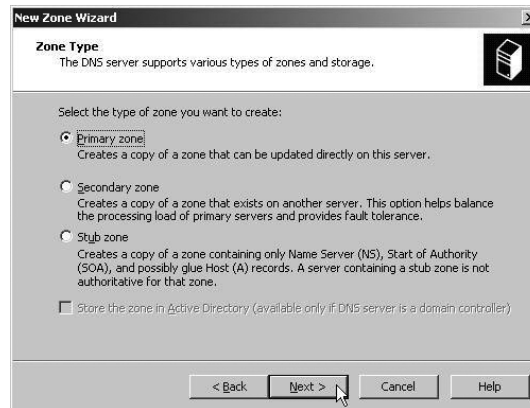 New Zone Wizard
Zone Type
The DNS server supports various types of zones and storage.
Select the type of zone you want to create:
Primary zone
Creates a copy of a zone that can be updated directly on this server.
Secondary zone
Creates a copy of a zone that exists on another server. This option helps balance
the processing load of primary servers and provides fault tolerance.
Stub zone
Creates a copy of a zone containing only Name Server (NS), Start of Authority
(SOA), and possibly glue Host (A) records. A server containing a stub zone is not
authoritative for that zone.
Store the zone in Active Directory (available only if DNS server is a domain controller)
< Back Next > Cancel Help